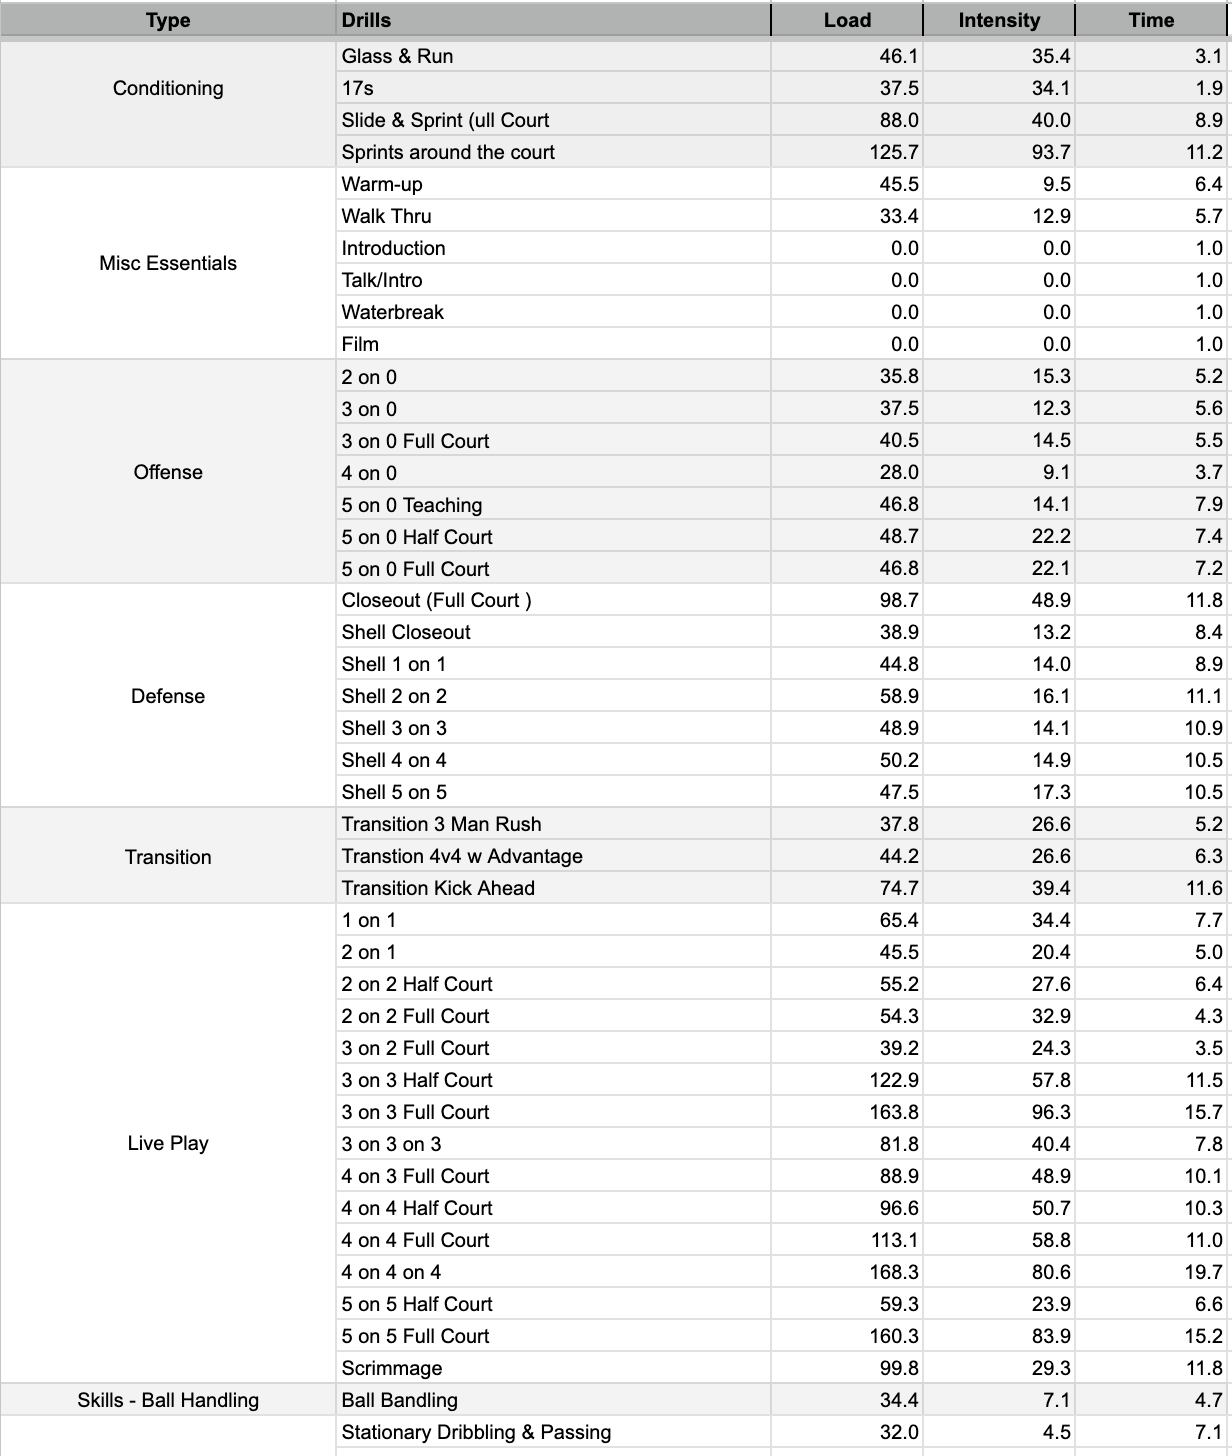 Type Drills Load Intensity Time
Glass & Run 46.1 35.4 3.1
Conditioning 17s 37.5 34.1 1.9
Slide & Sprint (ull Court 88.0 40.0 8.9
Sprints around the court 125.7 93.7 11.2
Warm-up 45.5 9.5 6.4
Walk Thru 33.4 12.9 5.7
Introduction 0.0 0.0 1.0
Misc Essentials
Talk/Intro 0.0 0.0 1.0
Waterbreak 0.0 0.0 1.0
Film 0.0 0.0 1.0
2 on 0 35.8 15.3 5.2
3 on 0 37.5 12.3 5.6
3 on 0 Full Court 40.5 14.5 5.5
Offense 4 on 0 28.0 9.1 3.7
5 on 0 Teaching 46.8 14.1 7.9
5 on 0 Half Court 48.7 22.2 7.4
5 on 0 Full Court 46.8 22.1 7.2
Closeout (Full Court ) 98.7 48.9 11.8
Shell Closeout 38.9 13.2 8.4
Shell 1 on 1 44.8 14.0 8.9
Defense Shell 2 on 2 58.9 16.1 11.1
Shell 3 on 3 48.9 14.1 10.9
Shell 4 on 4 50.2 14.9 10.5
Shell 5 on 5 47.5 17.3 10.5
Transition 3 Man Rush 37.8 26.6 5.2
Transition Transtion 4v4 w Advantage 44.2 26.6 6.3
Transition Kick Ahead 74.7 39.4 11.6
1 on 1 65.4 34.4 7.7
2 on 1 45.5 20.4 5.0
2 on 2 Half Court 55.2 27.6 6.4
2 on 2 Full Court 54.3 32.9 4.3
3 on 2 Full Court 39.2 24.3 3.5
3 on 3 Half Court 122.9 57.8 11.5
3 on 3 Full Court 163.8 96.3 15.7
Live Play 3 on 3 on 3 81.8 40.4 7.8
4 on 3 Full Court 88.9 48.9 10.1
4 on 4 Half Court 96.6 50.7 10.3
4 on 4 Full Court 113.1 58.8 11.0
4 on 4 on 4 168.3 80.6 19.7
5 on 5 Half Court 59.3 23.9 6.6
5 on 5 Full Court 160.3 83.9 15.2
Scrimmage 99.8 29.3 11.8
Skills - Ball Handling Ball Bandling 34.4 7.1 4.7
Stationary Dribbling & Passing 32.0 4.5 7.1